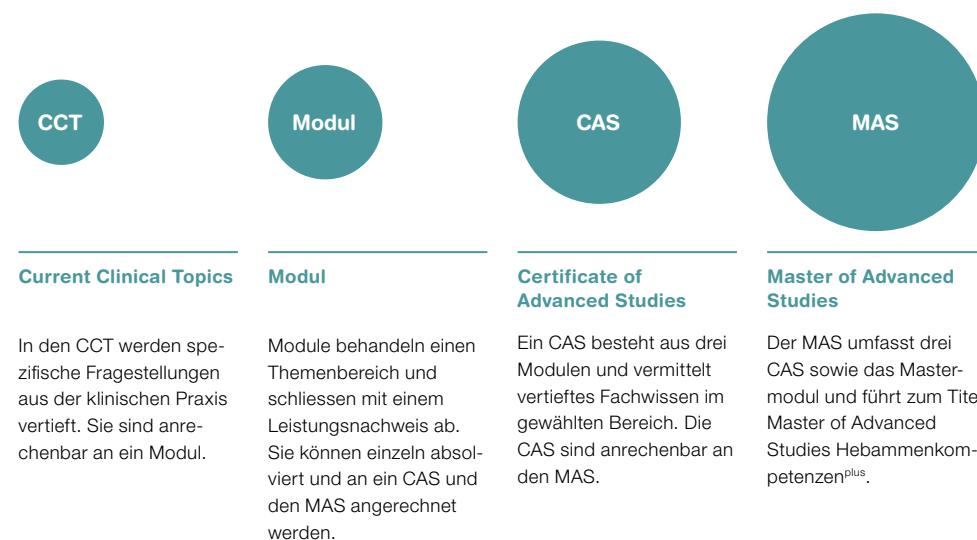 CCT
Modul
CAS
MAS
Current Clinical Topics
In den CCT werden spe-
zifische Fragestellungen
aus der klinischen Praxis
vertieft. Sie sind anre-
chenbar an ein Modul.
Modul
Module behandeln einen
Themenbereich und
schliessen mit einem
Leistungsnachweis ab.
Sie können einzeln absol-
viert und an ein CAS und
den MAS angerechnet
werden.
Certificate of
Advanced Studies
Ein CAS besteht aus drei
Modulen und vermittelt
vertieftes Fachwissen im
gewählten Bereich. Die
CAS sind anrechenbar an
den MAS.
Master of Advanced
Studies
Der MAS umfasst drei
CAS sowie das Master-
modul und führt zum Tite
Master of Advanced
Studies Hebammenkom-
petenzenplus.